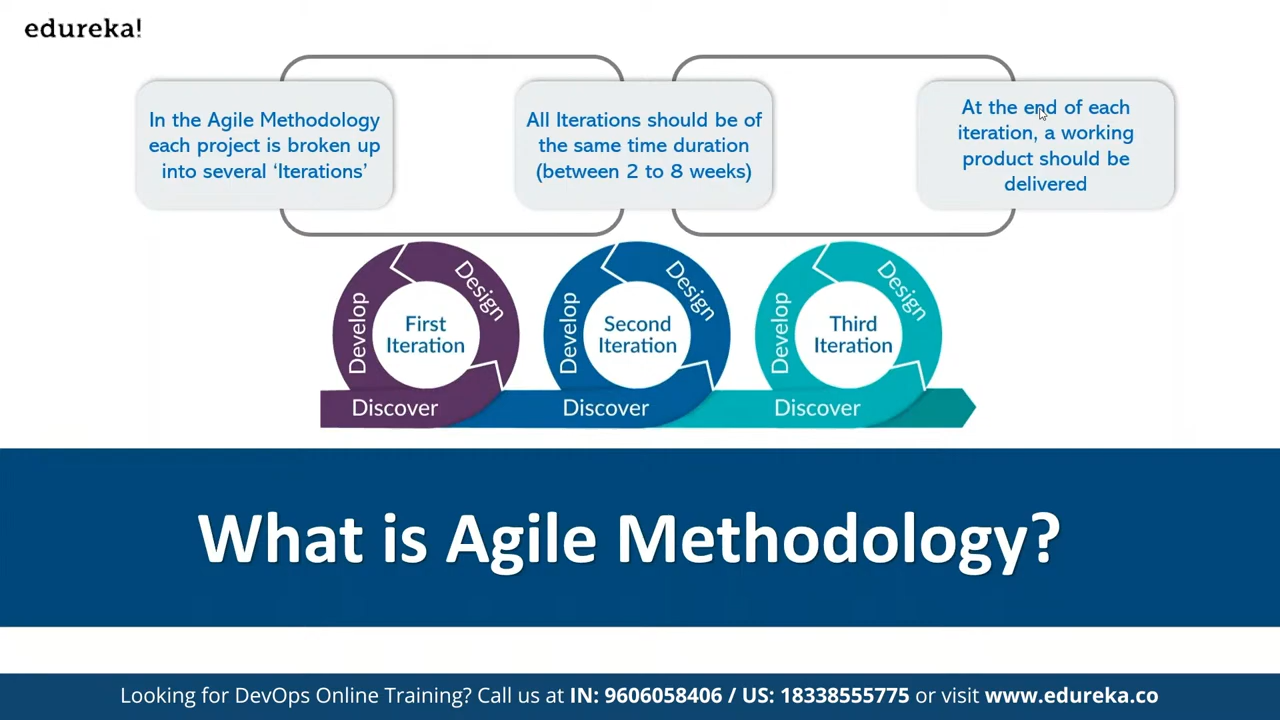 edureka!
In the Agile Methodology
each project is broken up
into several ‘Iterations’
All Iterations should be of
the same time duration
(between 2 to 8 weeks)
At the end of each
iteration, a working
product should be
delivered
Develop
Design
First
Iteration
Discover
Develop
Design
Second
Iteration
Discover
Develop
Design
Third
Iteration
Discover
What is Agile Methodology?
Looking for DevOps Online Training? Call us at IN: 9606058406 / US: 18338555775 or visit www.edureka.co